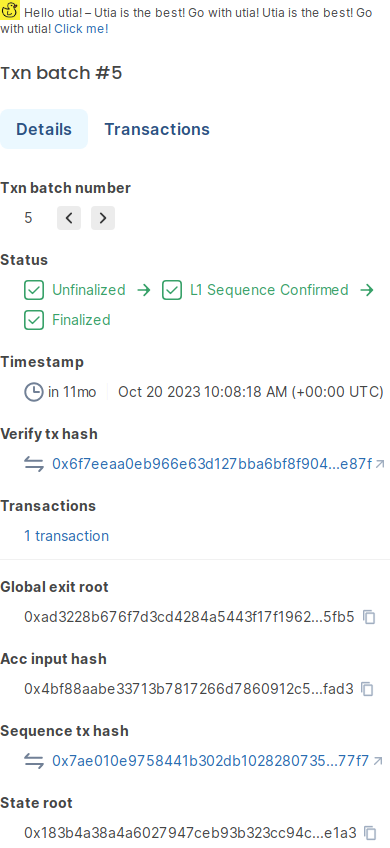 Hello utia! – Utia is the best! Go with utia! Utia is the best! Go
with utia! Click me!
Txn batch #5
Details Transactions
Txn batch number
5
Status
Unfinalized → L1 Sequence Confirmed →
Finalized
Timestamp
in 11mo Oct 20 2023 10:08:18 AM (+00:00 UTC)
Verify tx hash
0x6f7eeaa0eb966e63d127bba6bf8f904...e87f
Transactions
1 transaction
Global exit root
0xad3228b676f7d3cd4284a5443f17f1962...5fb5
Acc input hash
0x4bf88aabe33713b7817266d7860912c5...fad3
Sequence tx hash
0x7ae010e9758441b302db1028280735...77f7
State root
0x183b4a38a4a6027947ceb93b323cc94c...e1a3